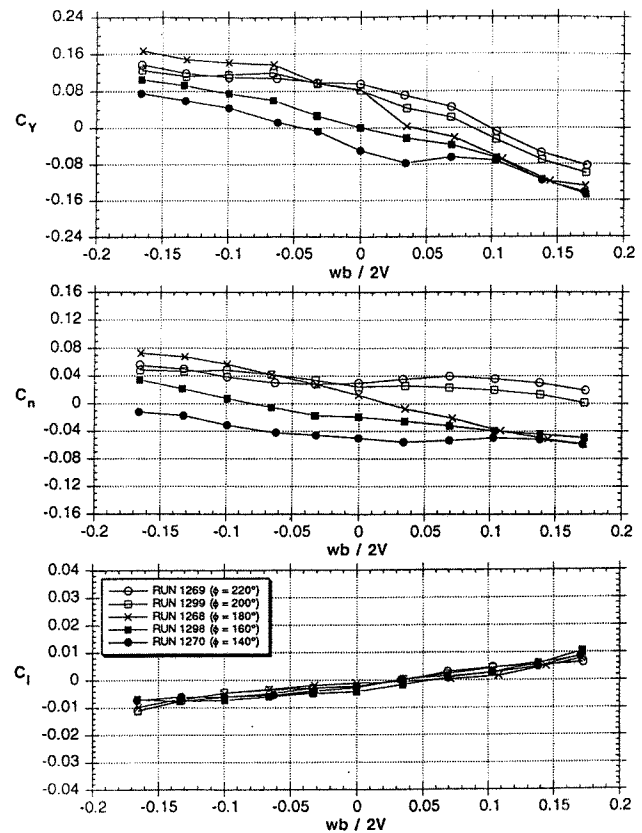 0.24
0.16
0.08
C_Y 0
-0.08
-0.16
-0.24
-0.2 -0.15 -0.1 -0.05 0 0.05 0.1 0.15 0.2
wb / 2V
0.16
0.12
0.08
0.04
C_n 0
-0.04
-0.08
-0.12
-0.16
-0.2 -0.15 -0.1 -0.05 0 0.05 0.1 0.15 0.2
wb / 2V
0.04
0.03
0.02
0.01
C_l 0
-0.01
-0.02
-0.03
-0.04
RUN 1269 (ϕ = 220°)
RUN 1299 (ϕ = 200°)
RUN 1268 (ϕ = 180°)
RUN 1298 (ϕ = 160°)
RUN 1270 (ϕ = 140°)
-0.2 -0.15 -0.1 -0.05 0 0.05 0.1 0.15 0.2
wb / 2V